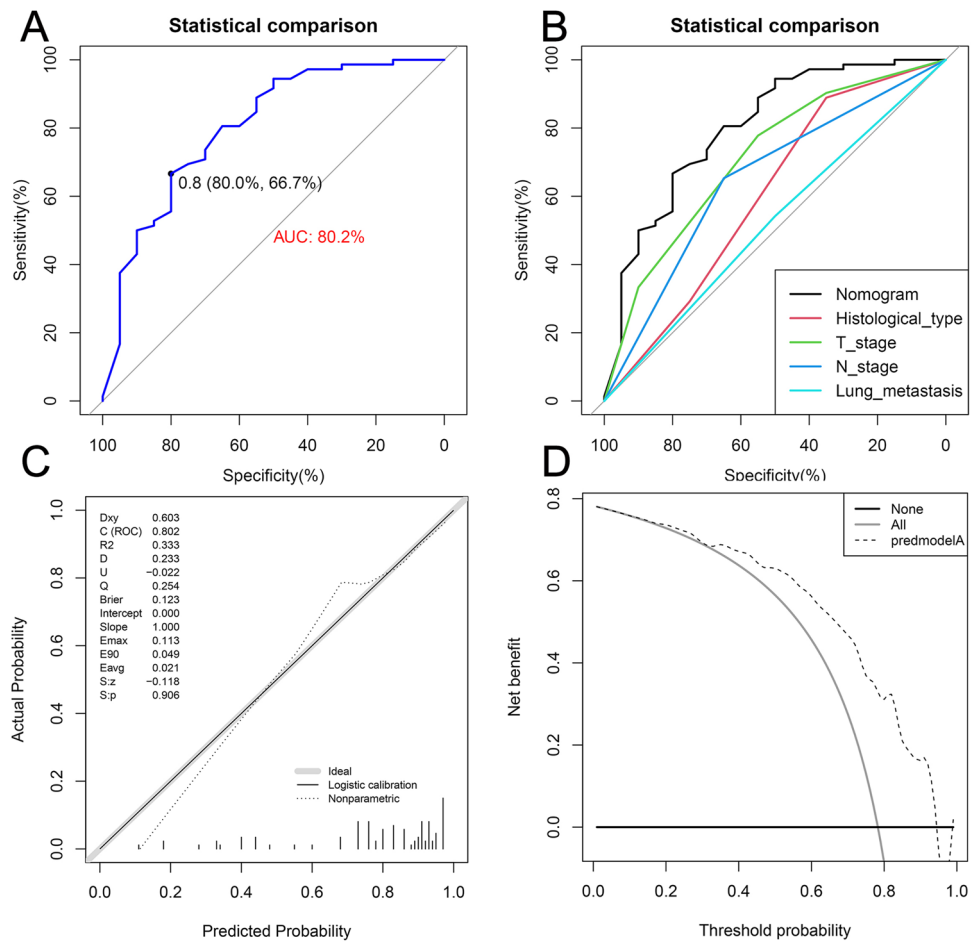 A
Statistical comparison
Sensitivity(%)
100
80
60
40
20
0
0.8 (80.0%, 66.7%)
AUC: 80.2%
100 80 60 40 20 0
Specificity(%)
B
Statistical comparison
Sensitivity(%)
100
80
60
40
20
0
Nomogram
Histological_type
T_stage
N_stage
Lung_metastasis
100 80 60 40 20 0
Specificity(%)
C
Actual Probability
1.0
0.8
0.6
0.4
0.2
0.0
Dxy 0.603
C (ROC) 0.802
R2 0.333
D 0.233
U −0.022
Q 0.254
Brier 0.123
Intercept 0.000
Slope 1.000
Emax 0.113
E90 0.049
Eavg 0.021
S:z −0.118
S:p 0.906
Ideal
Logistic calibration
Nonparametric
0.0 0.2 0.4 0.6 0.8 1.0
Predicted Probability
D
Net benefit
0.8
0.6
0.4
0.2
0.0
None
All
predmodelA
0.0 0.2 0.4 0.6 0.8 1.0
Threshold probability